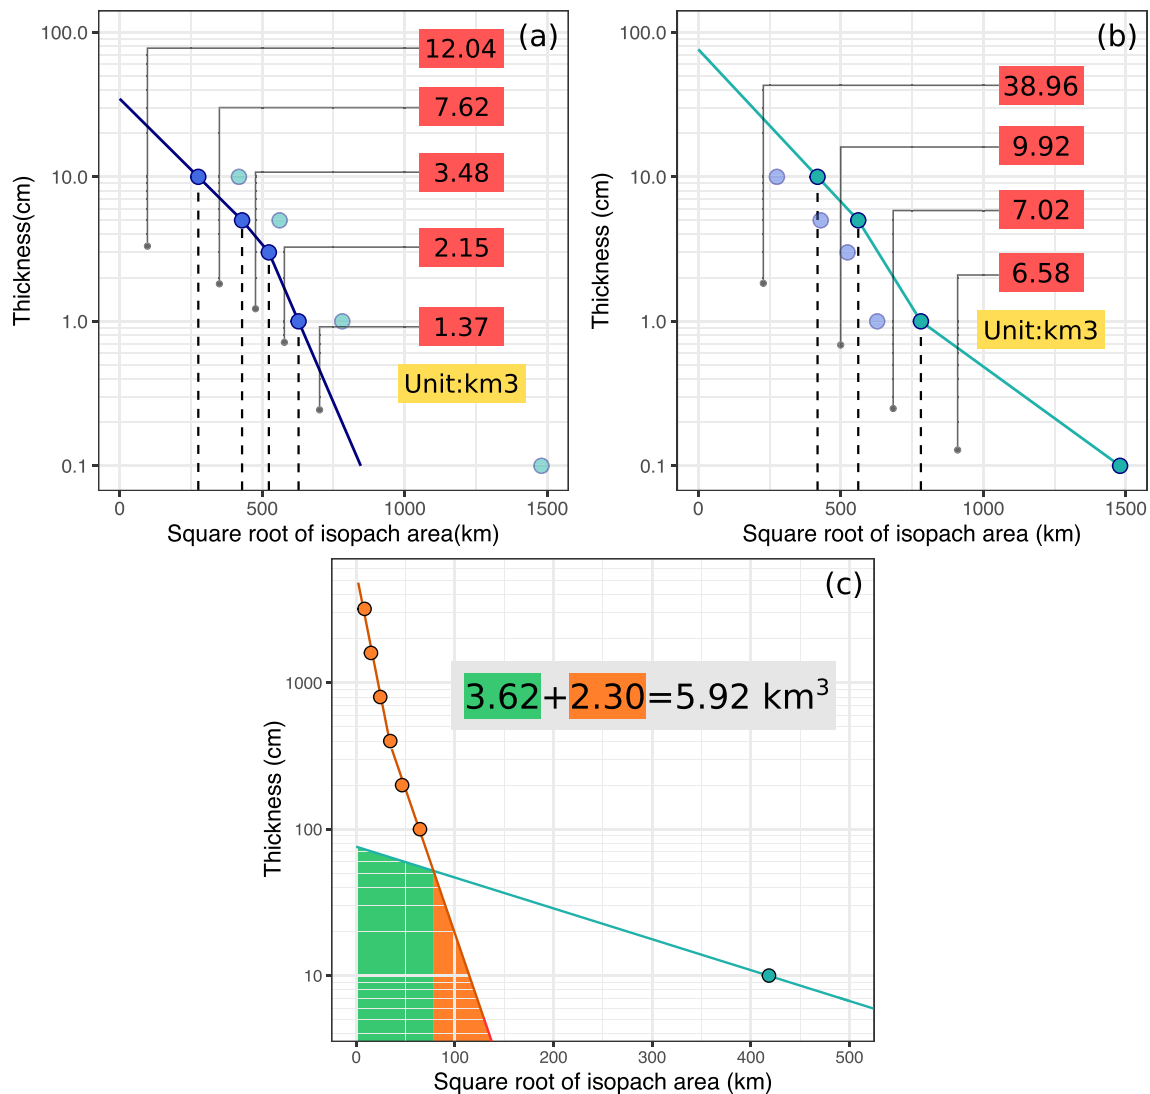 (a)
100.0
10.0
1.0
0.1
Thickness(cm)
12.04
7.62
3.48
2.15
1.37
Unit:km3
0 500 1000 1500
Square root of isopach area(km)
(b)
100.0
10.0
1.0
0.1
Thickness (cm)
38.96
9.92
7.02
6.58
Unit:km3
0 500 1000 1500
Square root of isopach area (km)
(c)
1000
100
10
Thickness (cm)
3.62+2.30=5.92 km³
0 100 200 300 400 500
Square root of isopach area (km)